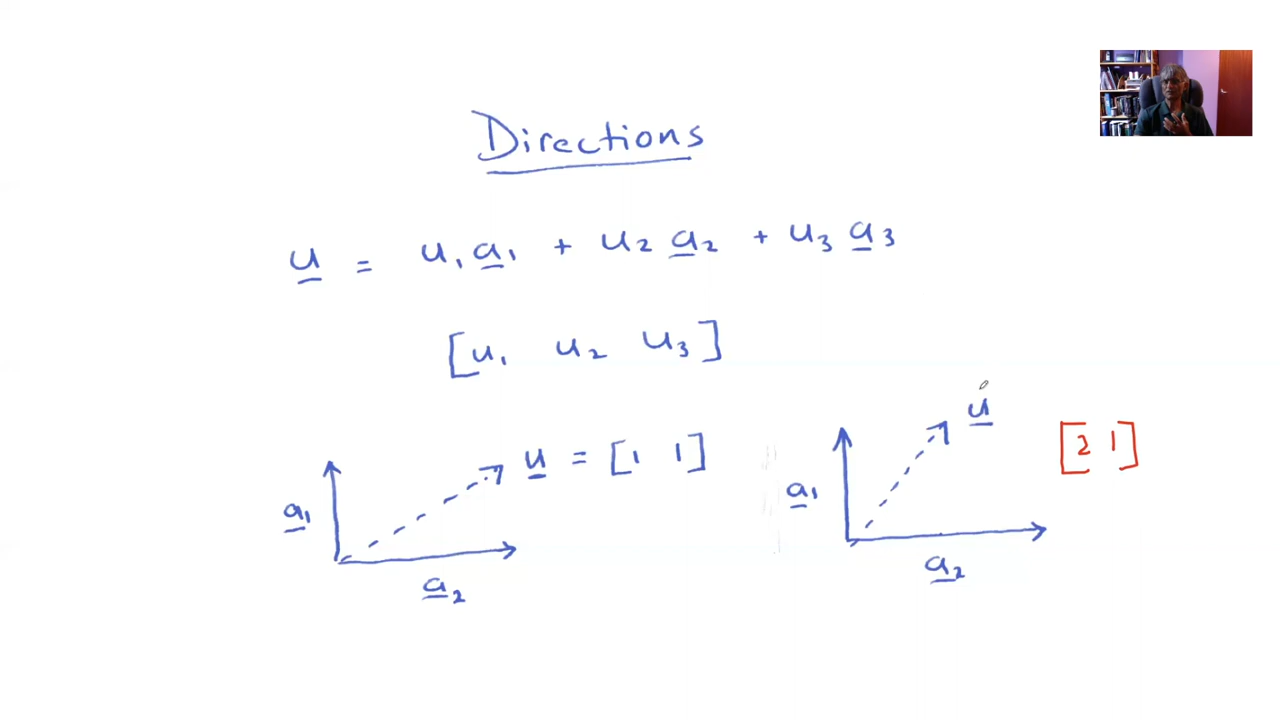 Directions
u = u₁ a₁ + u₂ a₂ + u₃ a₃
[u₁ u₂ u₃]
u = [1 1]
a₁
a₂
u
[2 1]
a₁
a₂